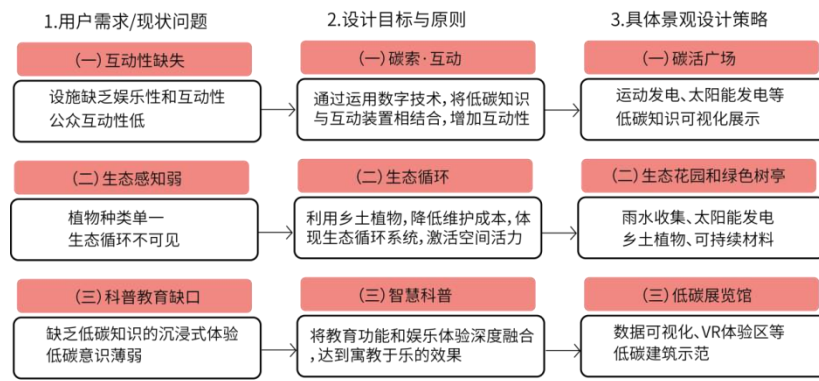 1.用户需求/现状问题
2.设计目标与原则
3.具体景观设计策略
(一)互动性缺失
(一)碳索·互动
(一)碳活广场
设施缺乏娱乐性和互动性
公众互动性低
通过运用数字技术,将低碳知识
与互动装置相结合,增加互动性
运动发电、太阳能发电等
低碳知识可视化展示
(二)生态感知弱
(二)生态循环
(二)生态花园和绿色树亭
植物种类单一
生态循环不可见
利用乡土植物,降低维护成本,体
现生态循环系统,激活空间活力
雨水收集、太阳能发电
乡土植物、可持续材料
(三)科普教育缺口
(三)智慧科普
(三)低碳展览馆
缺乏低碳知识的沉浸式体验
低碳意识薄弱
将教育功能和娱乐体验深度融合
,达到寓教于乐的效果
数据可视化、VR体验区等
低碳建筑示范